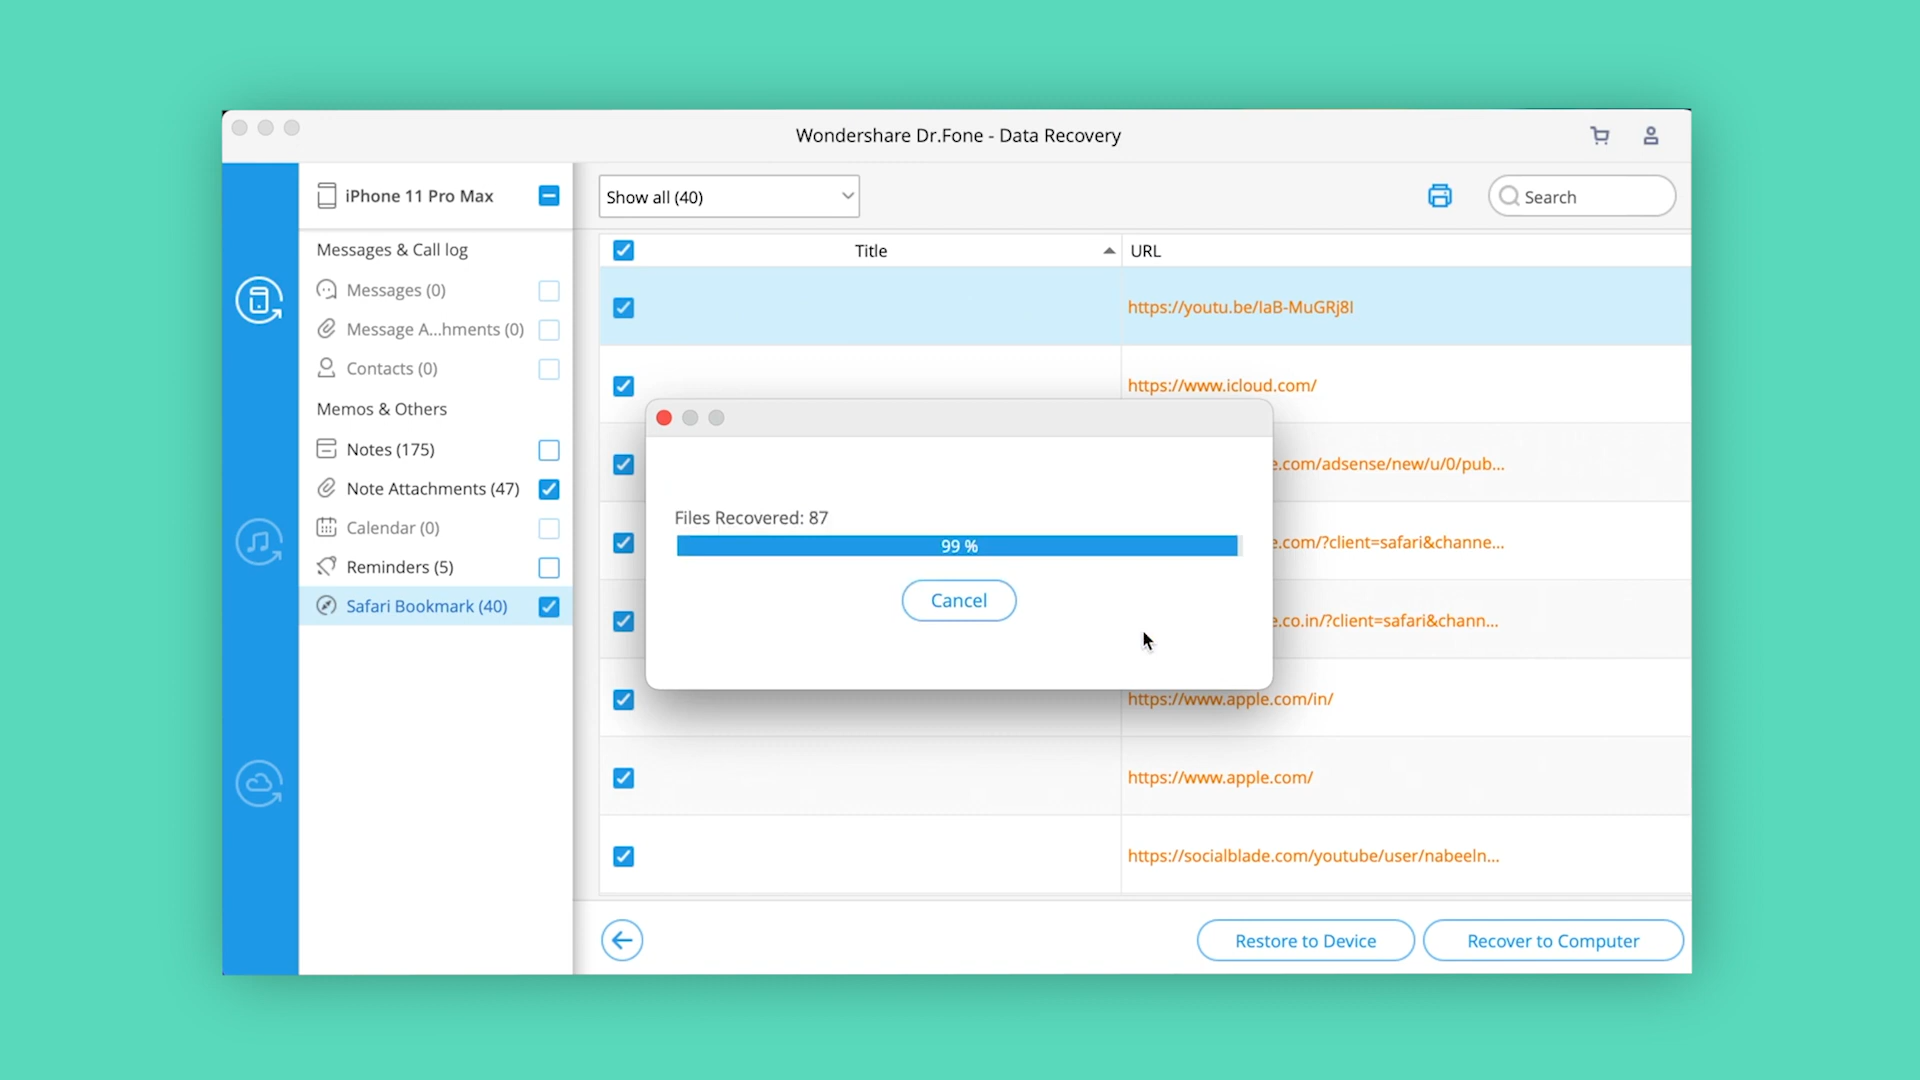 Wondershare Dr.Fone - Data Recovery
iPhone 11 Pro Max
Show all (40)
Search
Messages & Call log
Messages (0)
Message A...hments (0)
Contacts (0)
Memos & Others
Notes (175)
Note Attachments (47)
Calendar (0)
Reminders (5)
Safari Bookmark (40)
Title
URL
https://youtu.be/IaB-MuGRj8I
https://www.icloud.com/
e.com/adsense/new/u/0/pub...
e.com/?client=safari&channe...
e.co.in/?client=safari&chann...
https://www.apple.com/in/
https://www.apple.com/
https://socialblade.com/youtube/user/nabeeln...
Files Recovered: 87
99 %
Cancel
Restore to Device
Recover to Computer